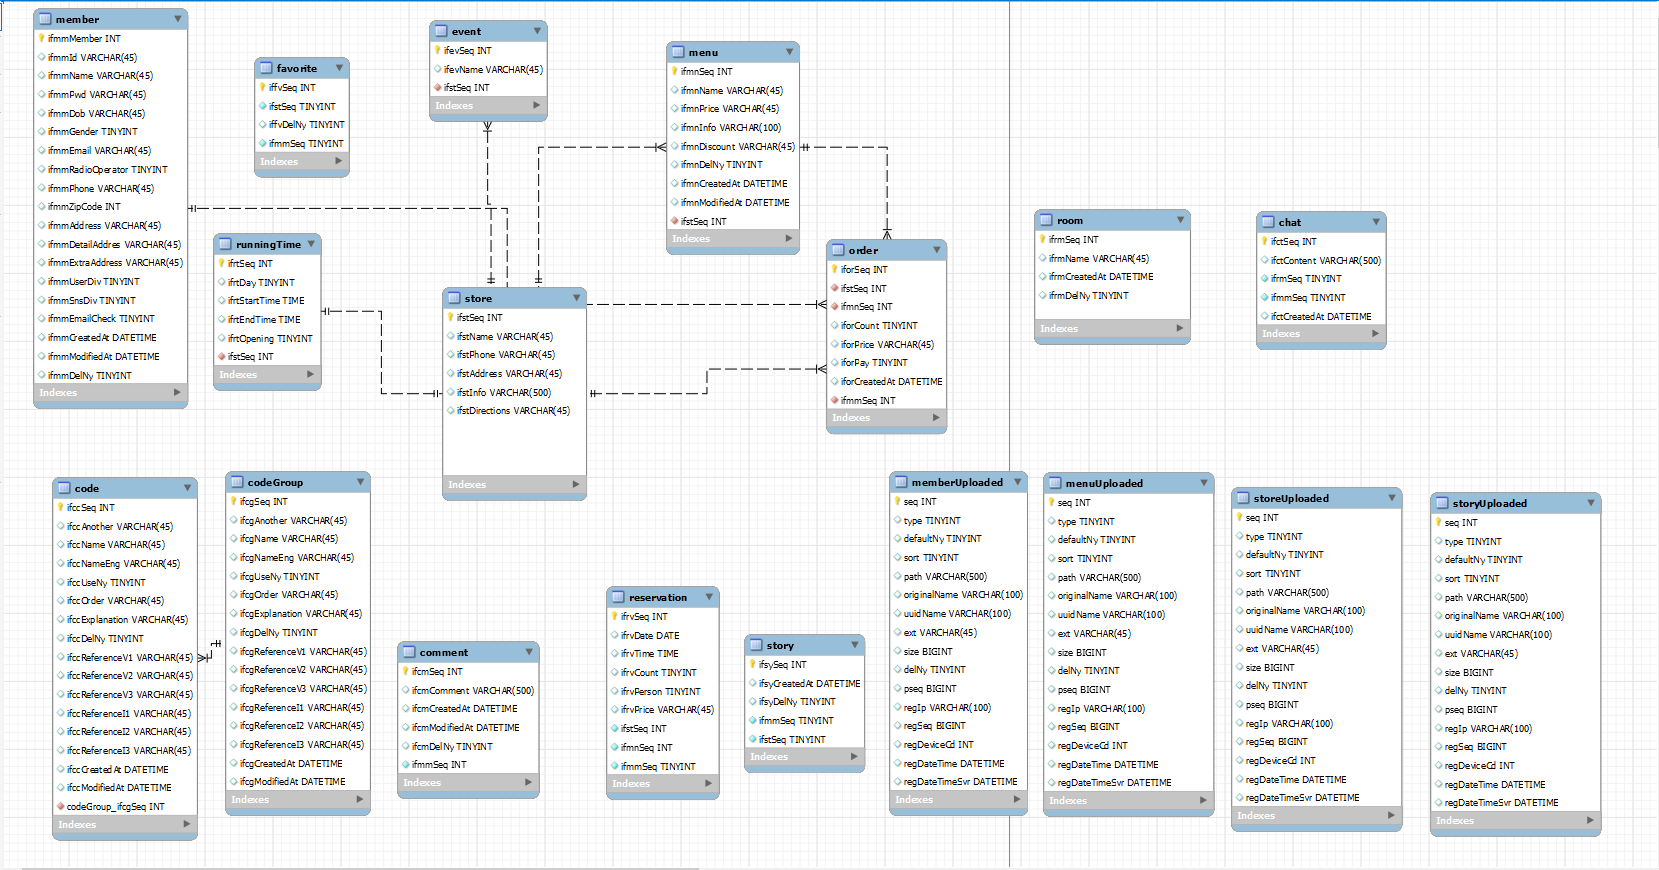 member
ifmmMember INT
ifmmId VARCHAR(45)
ifmmName VARCHAR(45)
ifmmPwd VARCHAR(45)
ifmmDob VARCHAR(45)
ifmmGender TINYINT
ifmmEmail VARCHAR(45)
ifmmRadioOperator TINYINT
ifmmPhone VARCHAR(45)
ifmmZipCode INT
ifmmAddress VARCHAR(45)
ifmmDetailAddres VARCHAR(45)
ifmmExtraAddress VARCHAR(45)
ifmmUserDiv TINYINT
ifmmSnsDiv TINYINT
ifmmEmailCheck TINYINT
ifmmCreatedAt DATETIME
ifmmModifiedAt DATETIME
ifmmDelNy TINYINT
Indexes
favorite
iffvSeq INT
ifstSeq TINYINT
iffvDelNy TINYINT
ifmmSeq TINYINT
Indexes
event
ifevSeq INT
ifevName VARCHAR(45)
ifstSeq INT
Indexes
menu
ifmnSeq INT
ifmnName VARCHAR(45)
ifmnPrice VARCHAR(45)
ifmnInfo VARCHAR(100)
ifmnDiscount VARCHAR(45)
ifmnDelNy TINYINT
ifmnCreatedAt DATETIME
ifmnModifiedAt DATETIME
ifstSeq INT
Indexes
runningTime
ifrtSeq INT
ifrtDay TINYINT
ifrtStartTime TIME
ifrtEndTime TIME
ifrtOpening TINYINT
ifstSeq INT
Indexes
store
ifstSeq INT
ifstName VARCHAR(45)
ifstPhone VARCHAR(45)
ifstAddress VARCHAR(45)
ifstInfo VARCHAR(500)
ifstDirections VARCHAR(45)
Indexes
order
iforSeq INT
ifstSeq INT
ifmnSeq INT
iforCount TINYINT
iforPrice VARCHAR(45)
iforPay TINYINT
iforCreatedAt DATETIME
ifmmSeq INT
Indexes
room
ifrmSeq INT
ifrmName VARCHAR(45)
ifrmCreatedAt DATETIME
ifrmDelNy TINYINT
Indexes
chat
ifctSeq INT
ifctContent VARCHAR(500)
ifrmSeq TINYINT
ifmmSeq TINYINT
ifctCreatedAt DATETIME
Indexes
code
ifccSeq INT
ifccAnother VARCHAR(45)
ifccName VARCHAR(45)
ifccNameEng VARCHAR(45)
ifccUseNy TINYINT
ifccOrder VARCHAR(45)
ifccExplanation VARCHAR(45)
ifccDelNy TINYINT
ifccReferenceV1 VARCHAR(45)
ifccReferenceV2 VARCHAR(45)
ifccReferenceV3 VARCHAR(45)
ifccReferenceI1 VARCHAR(45)
ifccReferenceI2 VARCHAR(45)
ifccReferenceI3 VARCHAR(45)
ifccCreatedAt DATETIME
ifccModifiedAt DATETIME
codeGroup_ifcgSeq INT
Indexes
codeGroup
ifcgSeq INT
ifcgAnother VARCHAR(45)
ifcgName VARCHAR(45)
ifcgNameEng VARCHAR(45)
ifcgUseNy TINYINT
ifcgOrder VARCHAR(45)
ifcgExplanation VARCHAR(45)
ifcgDelNy TINYINT
ifcgReferenceV1 VARCHAR(45)
ifcgReferenceV2 VARCHAR(45)
ifcgReferenceV3 VARCHAR(45)
ifcgReferenceI1 VARCHAR(45)
ifcgReferenceI2 VARCHAR(45)
ifcgReferenceI3 VARCHAR(45)
ifcgCreatedAt DATETIME
ifcgModifiedAt DATETIME
Indexes
comment
ifcmSeq INT
ifcmComment VARCHAR(500)
ifcmCreatedAt DATETIME
ifcmModifiedAt DATETIME
ifcmDelNy TINYINT
ifmmSeq INT
Indexes
reservation
ifrvSeq INT
ifrvDate DATE
ifrvTime TIME
ifrvCount TINYINT
ifrvPerson TINYINT
ifrvPrice VARCHAR(45)
ifstSeq INT
ifmnSeq INT
ifmmSeq TINYINT
Indexes
story
ifsySeq INT
ifsyCreatedAt DATETIME
ifsyDelNy TINYINT
ifmmSeq TINYINT
ifstSeq TINYINT
Indexes
memberUploaded
seq INT
type TINYINT
defaultNy TINYINT
sort TINYINT
path VARCHAR(500)
originalName VARCHAR(100)
uuidName VARCHAR(100)
ext VARCHAR(45)
size BIGINT
delNy TINYINT
pseq BIGINT
regIp VARCHAR(100)
regSeq BIGINT
regDeviceCd INT
regDateTime DATETIME
regDateTimeSvr DATETIME
Indexes
menuUploaded
seq INT
type TINYINT
defaultNy TINYINT
sort TINYINT
path VARCHAR(500)
originalName VARCHAR(100)
uuidName VARCHAR(100)
ext VARCHAR(45)
size BIGINT
delNy TINYINT
pseq BIGINT
regIp VARCHAR(100)
regSeq BIGINT
regDeviceCd INT
regDateTime DATETIME
regDateTimeSvr DATETIME
Indexes
storeUploaded
seq INT
type TINYINT
defaultNy TINYINT
sort TINYINT
path VARCHAR(500)
originalName VARCHAR(100)
uuidName VARCHAR(100)
ext VARCHAR(45)
size BIGINT
delNy TINYINT
pseq BIGINT
regIp VARCHAR(100)
regSeq BIGINT
regDeviceCd INT
regDateTime DATETIME
regDateTimeSvr DATETIME
Indexes
storyUploaded
seq INT
type TINYINT
defaultNy TINYINT
sort TINYINT
path VARCHAR(500)
originalName VARCHAR(100)
uuidName VARCHAR(100)
ext VARCHAR(45)
size BIGINT
delNy TINYINT
pseq BIGINT
regIp VARCHAR(100)
regSeq BIGINT
regDeviceCd INT
regDateTime DATETIME
regDateTimeSvr DATETIME
Indexes